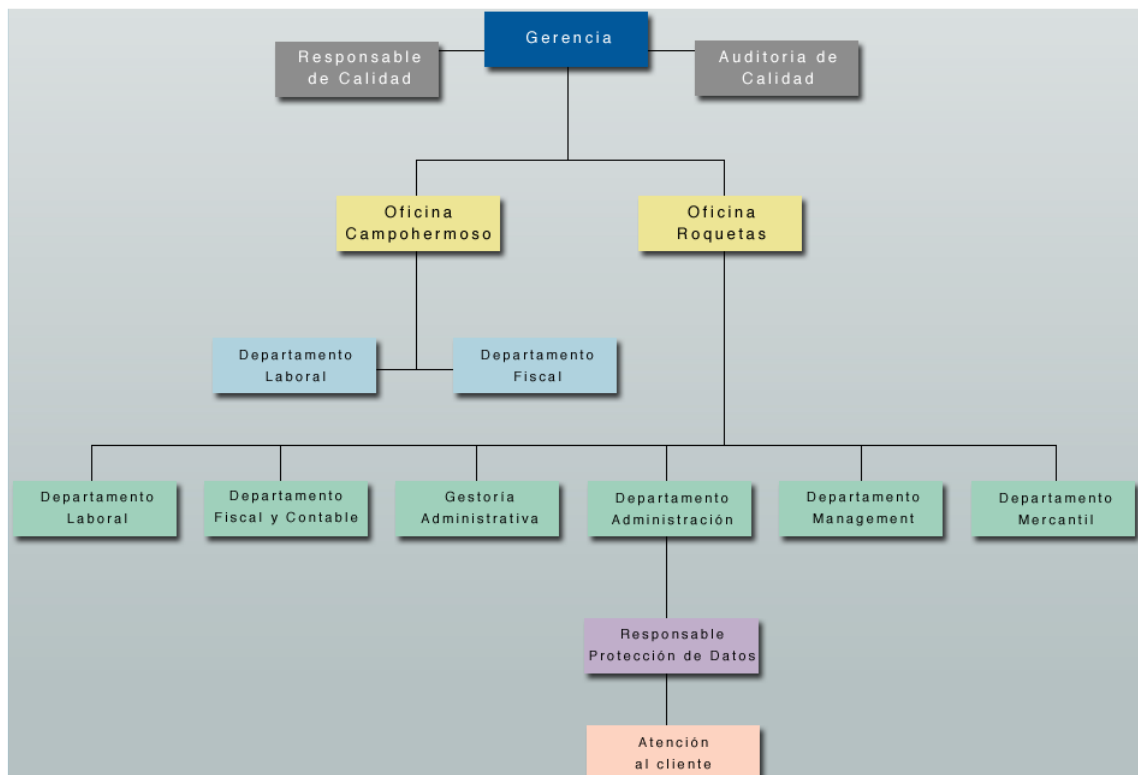 Gerencia
Responsable
de Calidad
Auditoria de
Calidad
Oficina
Campohermoso
Oficina
Roquetas
Departamento
Laboral
Departamento
Fiscal
Departamento
Laboral
Departamento
Fiscal y Contable
Gestoría
Administrativa
Departamento
Administración
Departamento
Management
Departamento
Mercantil
Responsable
Protección de Datos
Atención
al cliente